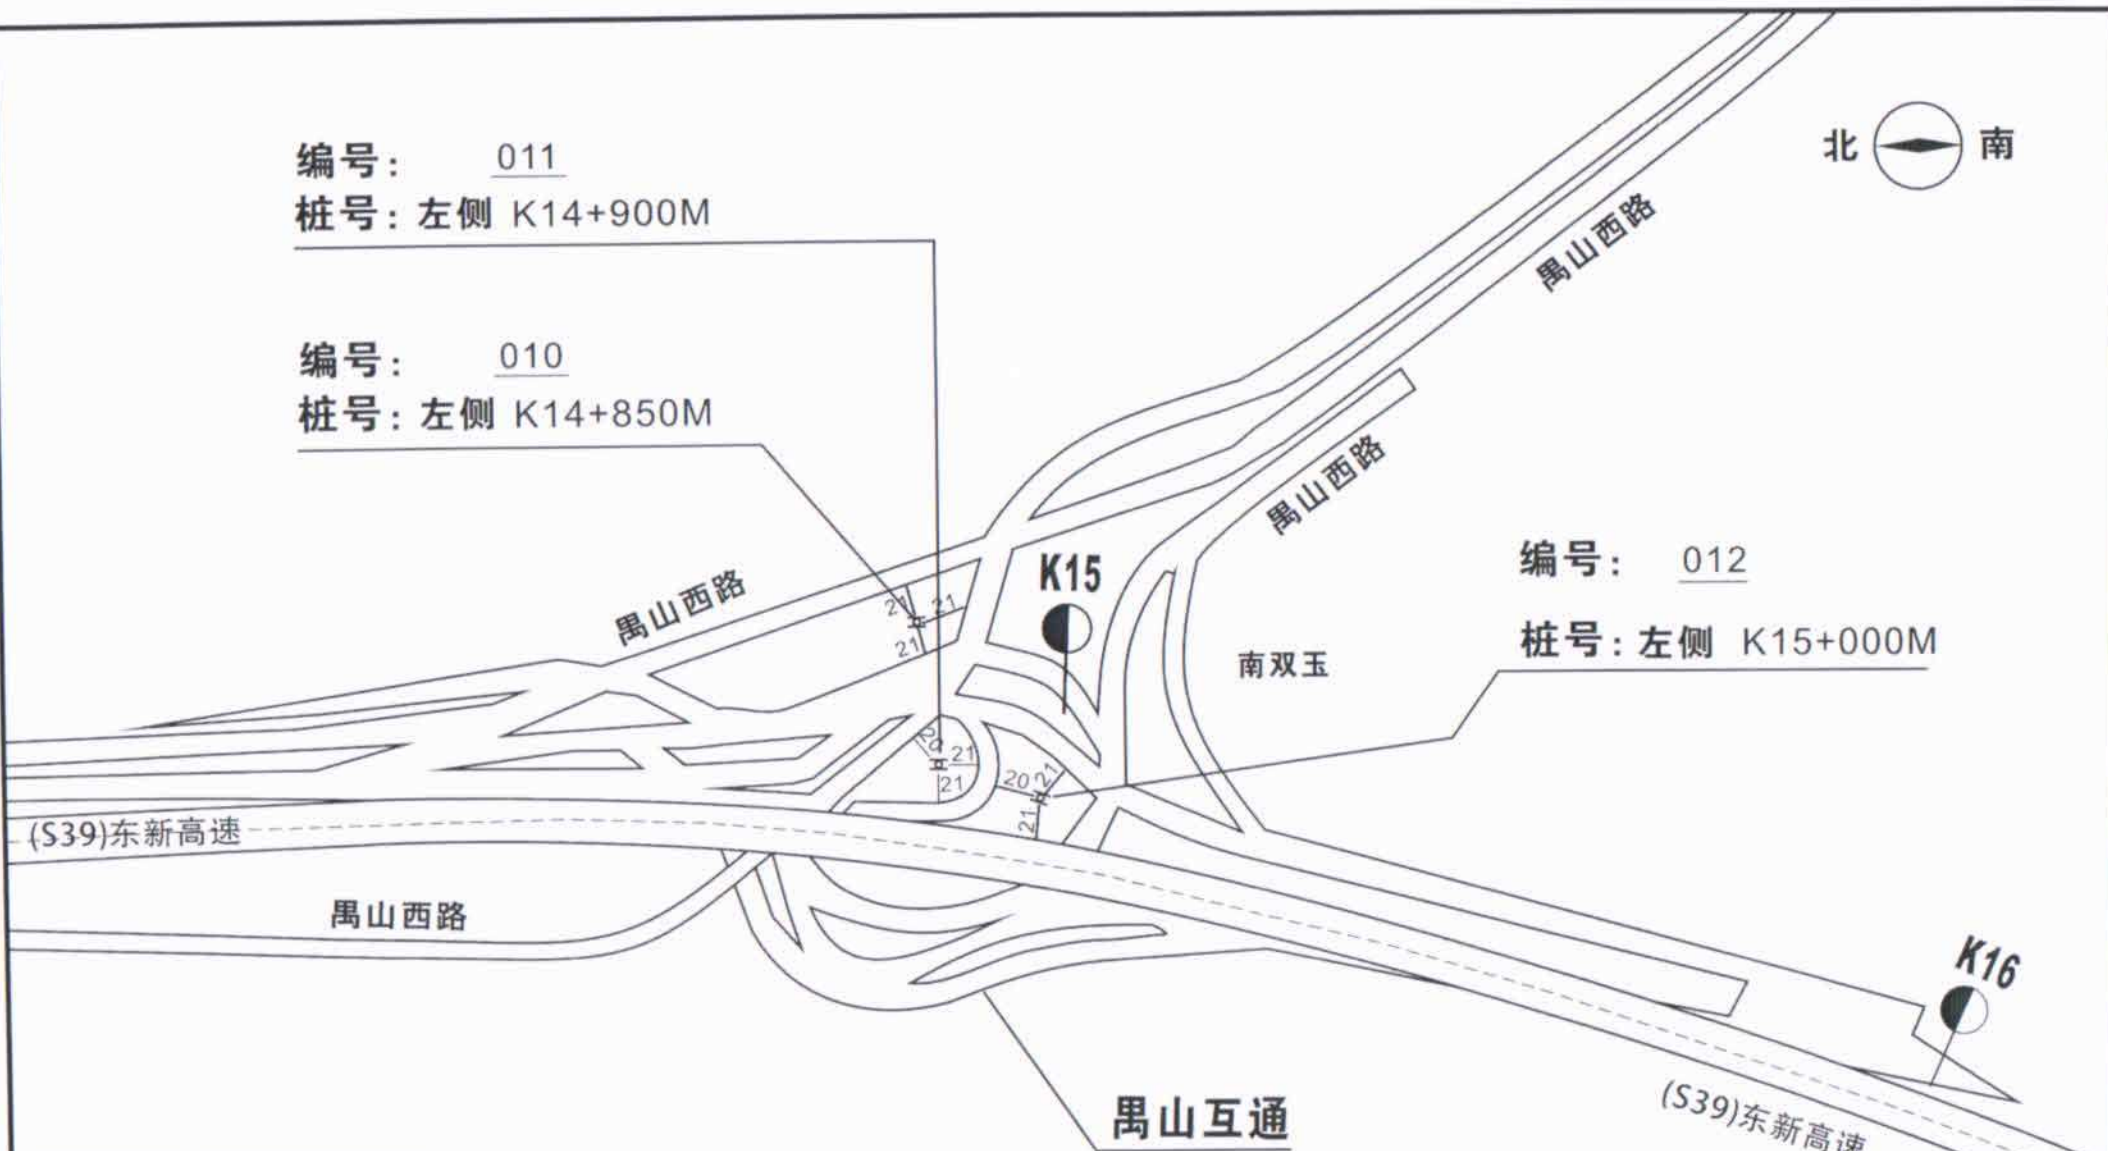 编号： 011
桩号：左侧 K14+900M
北 南
禺山西路
编号： 010
桩号：左侧 K14+850M
禺山西路
编号： 012
桩号：左侧 K15+000M
K15
禺山西路
南双玉
21 21
21
20 21
21
20 21
21
(S39)东新高速
禺山西路
K16
禺山互通
(S39)东新高速